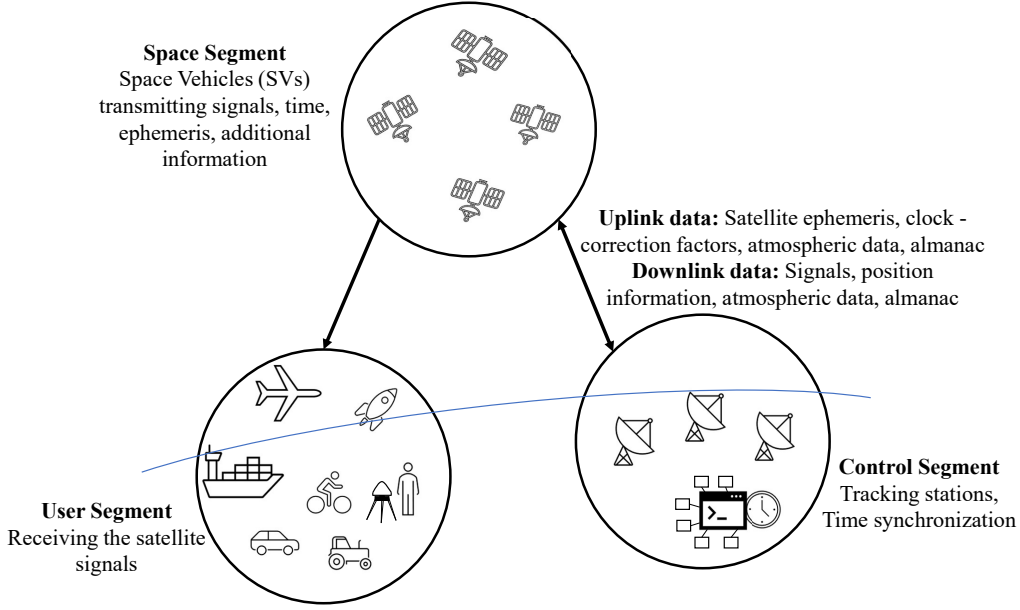 Space Segment
Space Vehicles (SVs)
transmitting signals, time,
ephemeris, additional
information
Uplink data: Satellite ephemeris, clock -
correction factors, atmospheric data, almanac
Downlink data: Signals, position
information, atmospheric data, almanac
Control Segment
Tracking stations,
Time synchronization
User Segment
Receiving the satellite
signals